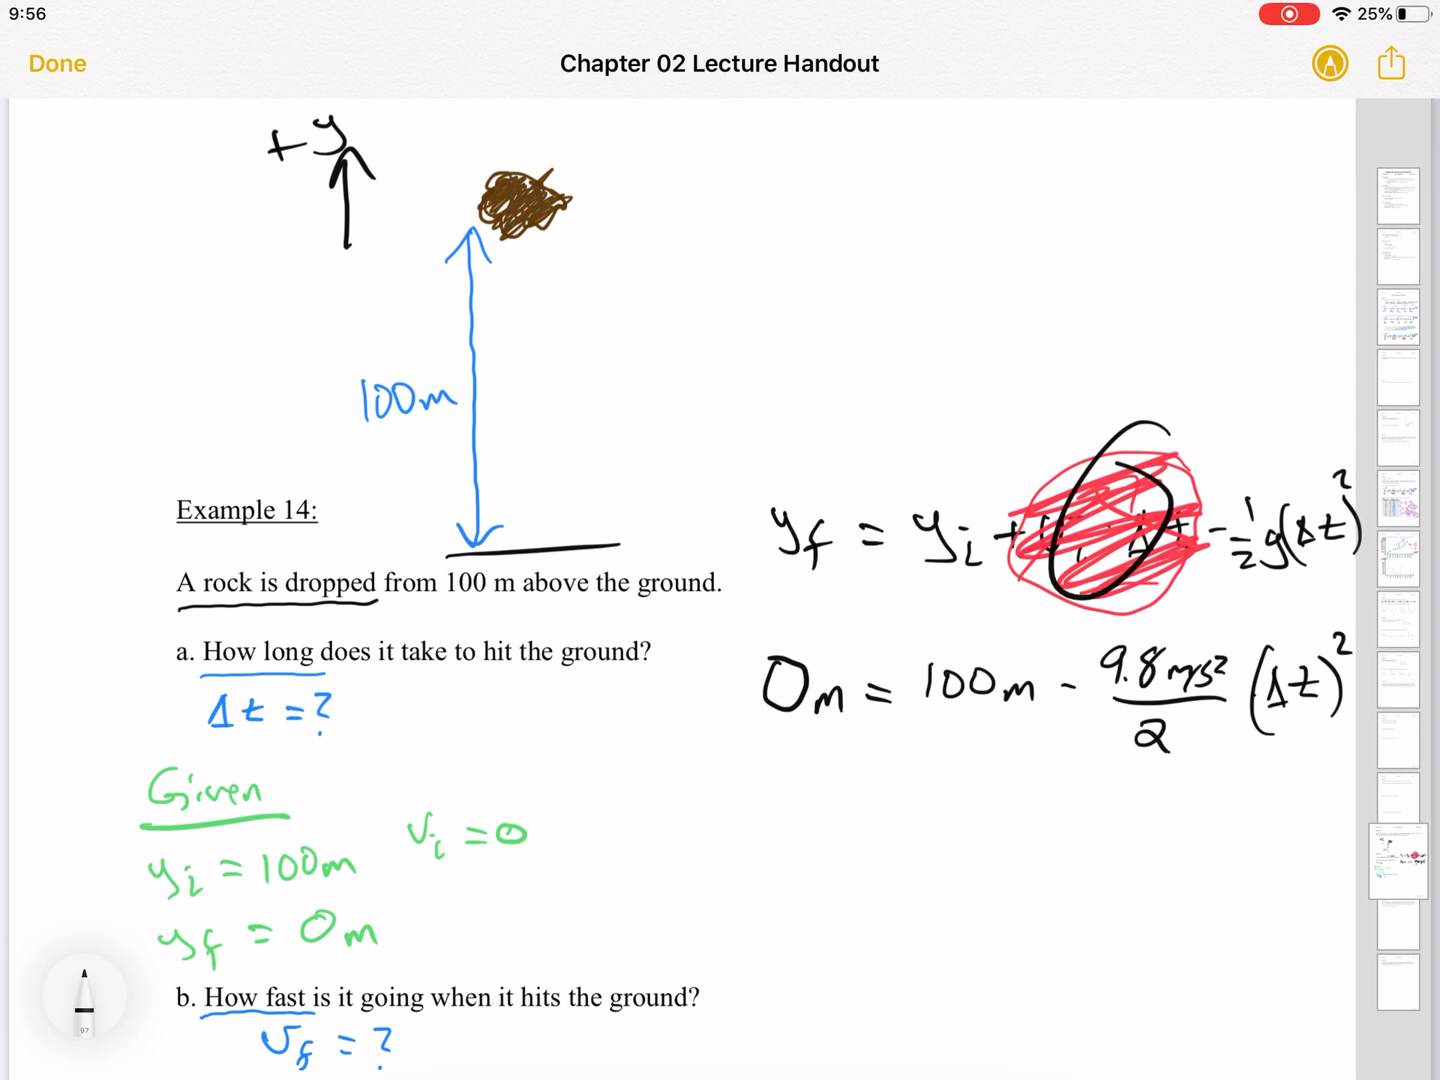 9:56
25%
Done
Chapter 02 Lecture Handout
+y
100m
Example 14:
A rock is dropped from 100 m above the ground.
a. How long does it take to hit the ground?
Δt = ?
Given
yi = 100m
vi = 0
yf = 0m
b. How fast is it going when it hits the ground?
vf = ?
yf = yi + - 1/2 g(Δt)²
0m = 100m - 9.8m/s²/2 (Δt)²
97